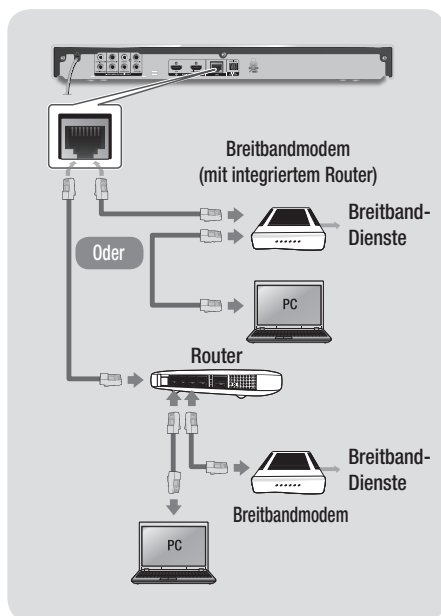 Breitbandmodem
(mit integriertem Router)
Breitband-
Dienste
Oder
PC
Router
Breitband-
Dienste
Breitbandmodem
PC